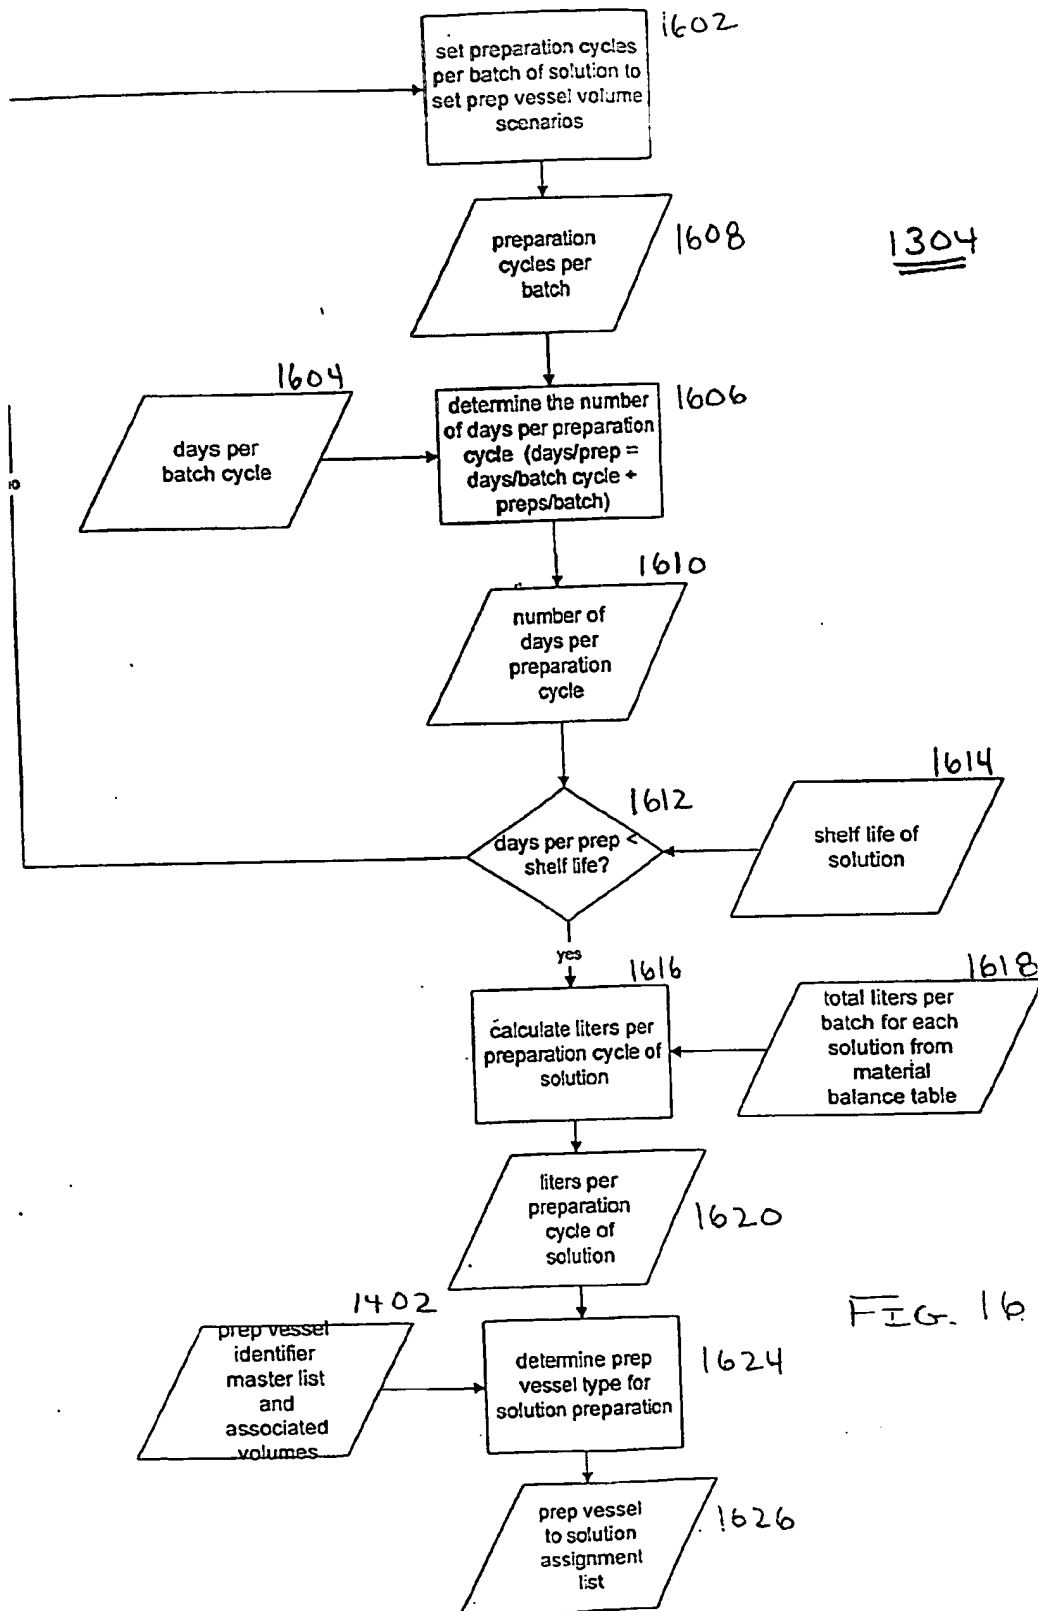 1602
set preparation cycles
per batch of solution to
set prep vessel volume
scenarios
1608
preparation
cycles per
batch
1304
1604
days per
batch cycle
1606
determine the number
of days per preparation
cycle (days/prep =
days/batch cycle +
preps/batch)
1610
number of
days per
preparation
cycle
1612
days per prep <
shelf life?
1614
shelf life of
solution
yes
1616
calculate liters per
preparation cycle of
solution
1618
total liters per
batch for each
solution from
material
balance table
liters per
preparation
cycle of
solution
1620
FIG. 16
1402
prep vessel
identifier
master list
and
associated
volumes
determine prep
vessel type for
solution preparation
1624
prep vessel
to solution
assignment
list
1626